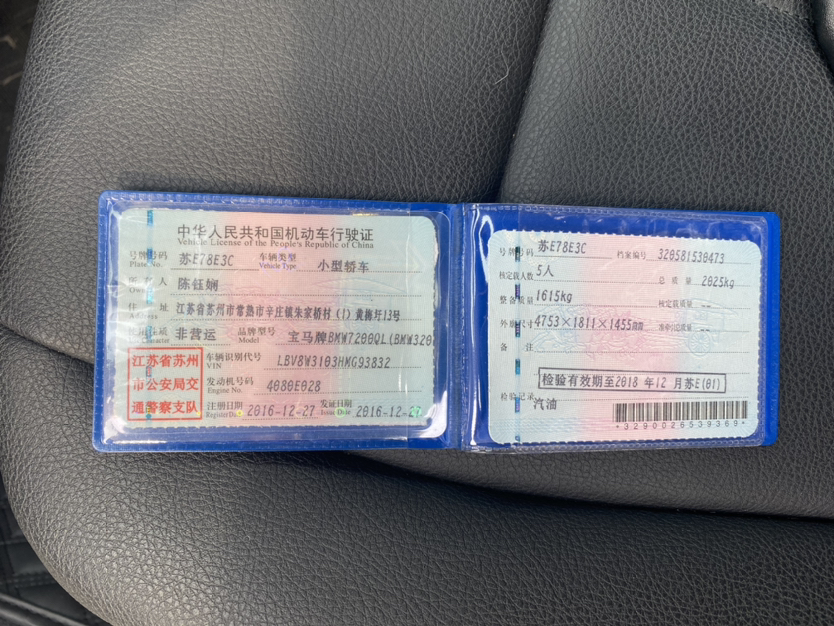 中华人民共和国机动车行驶证
Vehicle License of the People's Republic of China
号牌号码 苏E78E3C 车辆类型 小型轿车
Plate No. Vehicle Type
所有人 陈钰娴
住址 江苏省苏州市常熟市辛庄镇朱家桥村(1)黄梅圩13号
使用性质 非营运 品牌型号 宝马牌BMW7200QL(BMW320
Character Model
江苏省苏州
市公安局交
通警察支队
车辆识别代号 LBV8W3103HMG93832
VIN
发动机号码 4080E028
Engine No.
注册日期 2016-12-27 发证日期 2016-12-27
Register Date Issue Date
号牌号码 苏E78E3C 档案编号 320581530473
核定载人数 5人 总质量 2025kg
整备质量 1615kg 核定载质量 --
外廓尺寸 4753×1811×1455mm 准牵引总质量 --
备注
检验有效期至2018年12月苏E(01)
检验记录
汽油
*3290026539369*